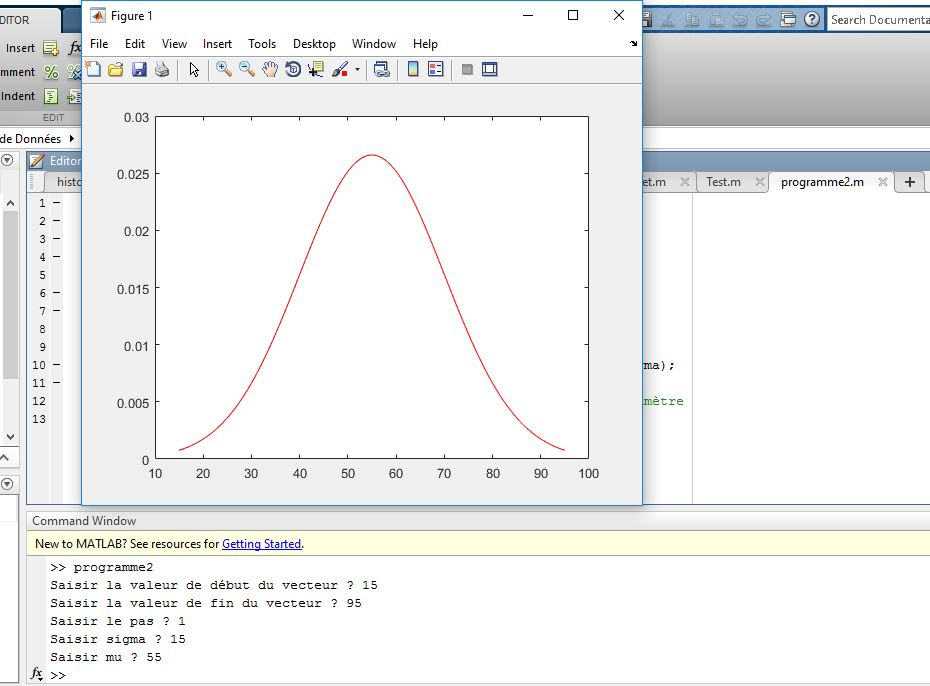 DITOR
Figure 1
Search Documenta
File Edit View Insert Tools Desktop Window Help
Insert fx
mment %
Indent
EDIT
de Données
Editor
histo
et.m Test.m programme2.m +
1
2
3
4
5
6
7
8
9
10 ma);
11
12 mètre
13
0.03
0.025
0.02
0.015
0.01
0.005
0
10 20 30 40 50 60 70 80 90 100
Command Window
New to MATLAB? See resources for Getting Started.
>> programme2
Saisir la valeur de début du vecteur ? 15
Saisir la valeur de fin du vecteur ? 95
Saisir le pas ? 1
Saisir sigma ? 15
Saisir mu ? 55
fx >>